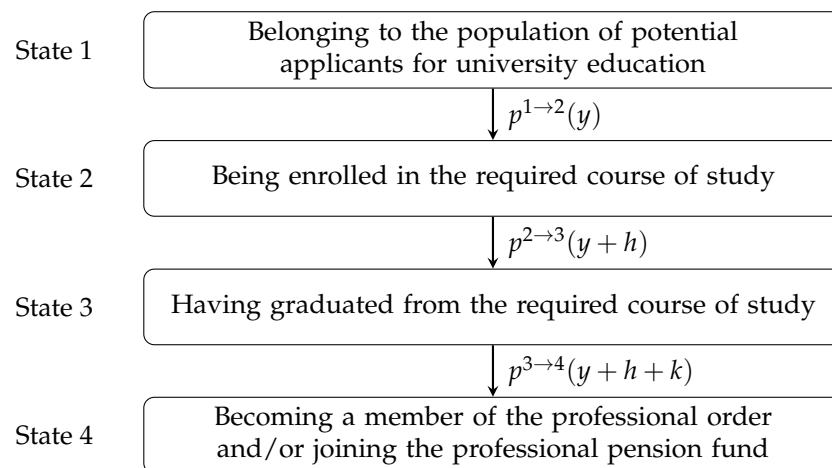 State 1
Belonging to the population of potential
applicants for university education
p^{1→2}(y)
State 2
Being enrolled in the required course of study
p^{2→3}(y + h)
State 3
Having graduated from the required course of study
p^{3→4}(y + h + k)
State 4
Becoming a member of the professional order
and/or joining the professional pension fund